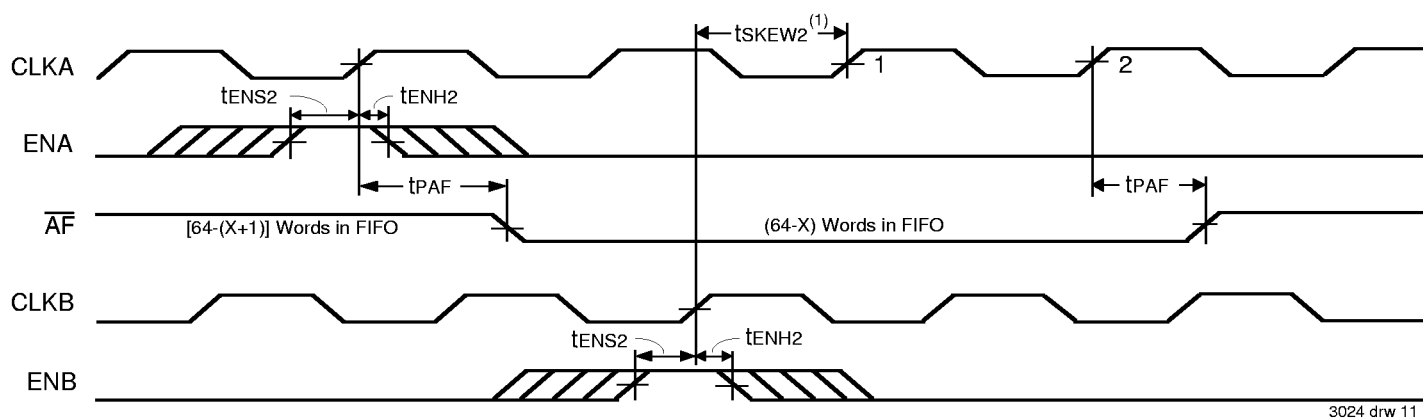 tSKEW2(1)
CLKA
1
2
tENS2
tENH2
ENA
tPAF
tPAF
AF
[64-(X+1)] Words in FIFO
(64-X) Words in FIFO
CLKB
tENS2
tENH2
ENB
3024 drw 11